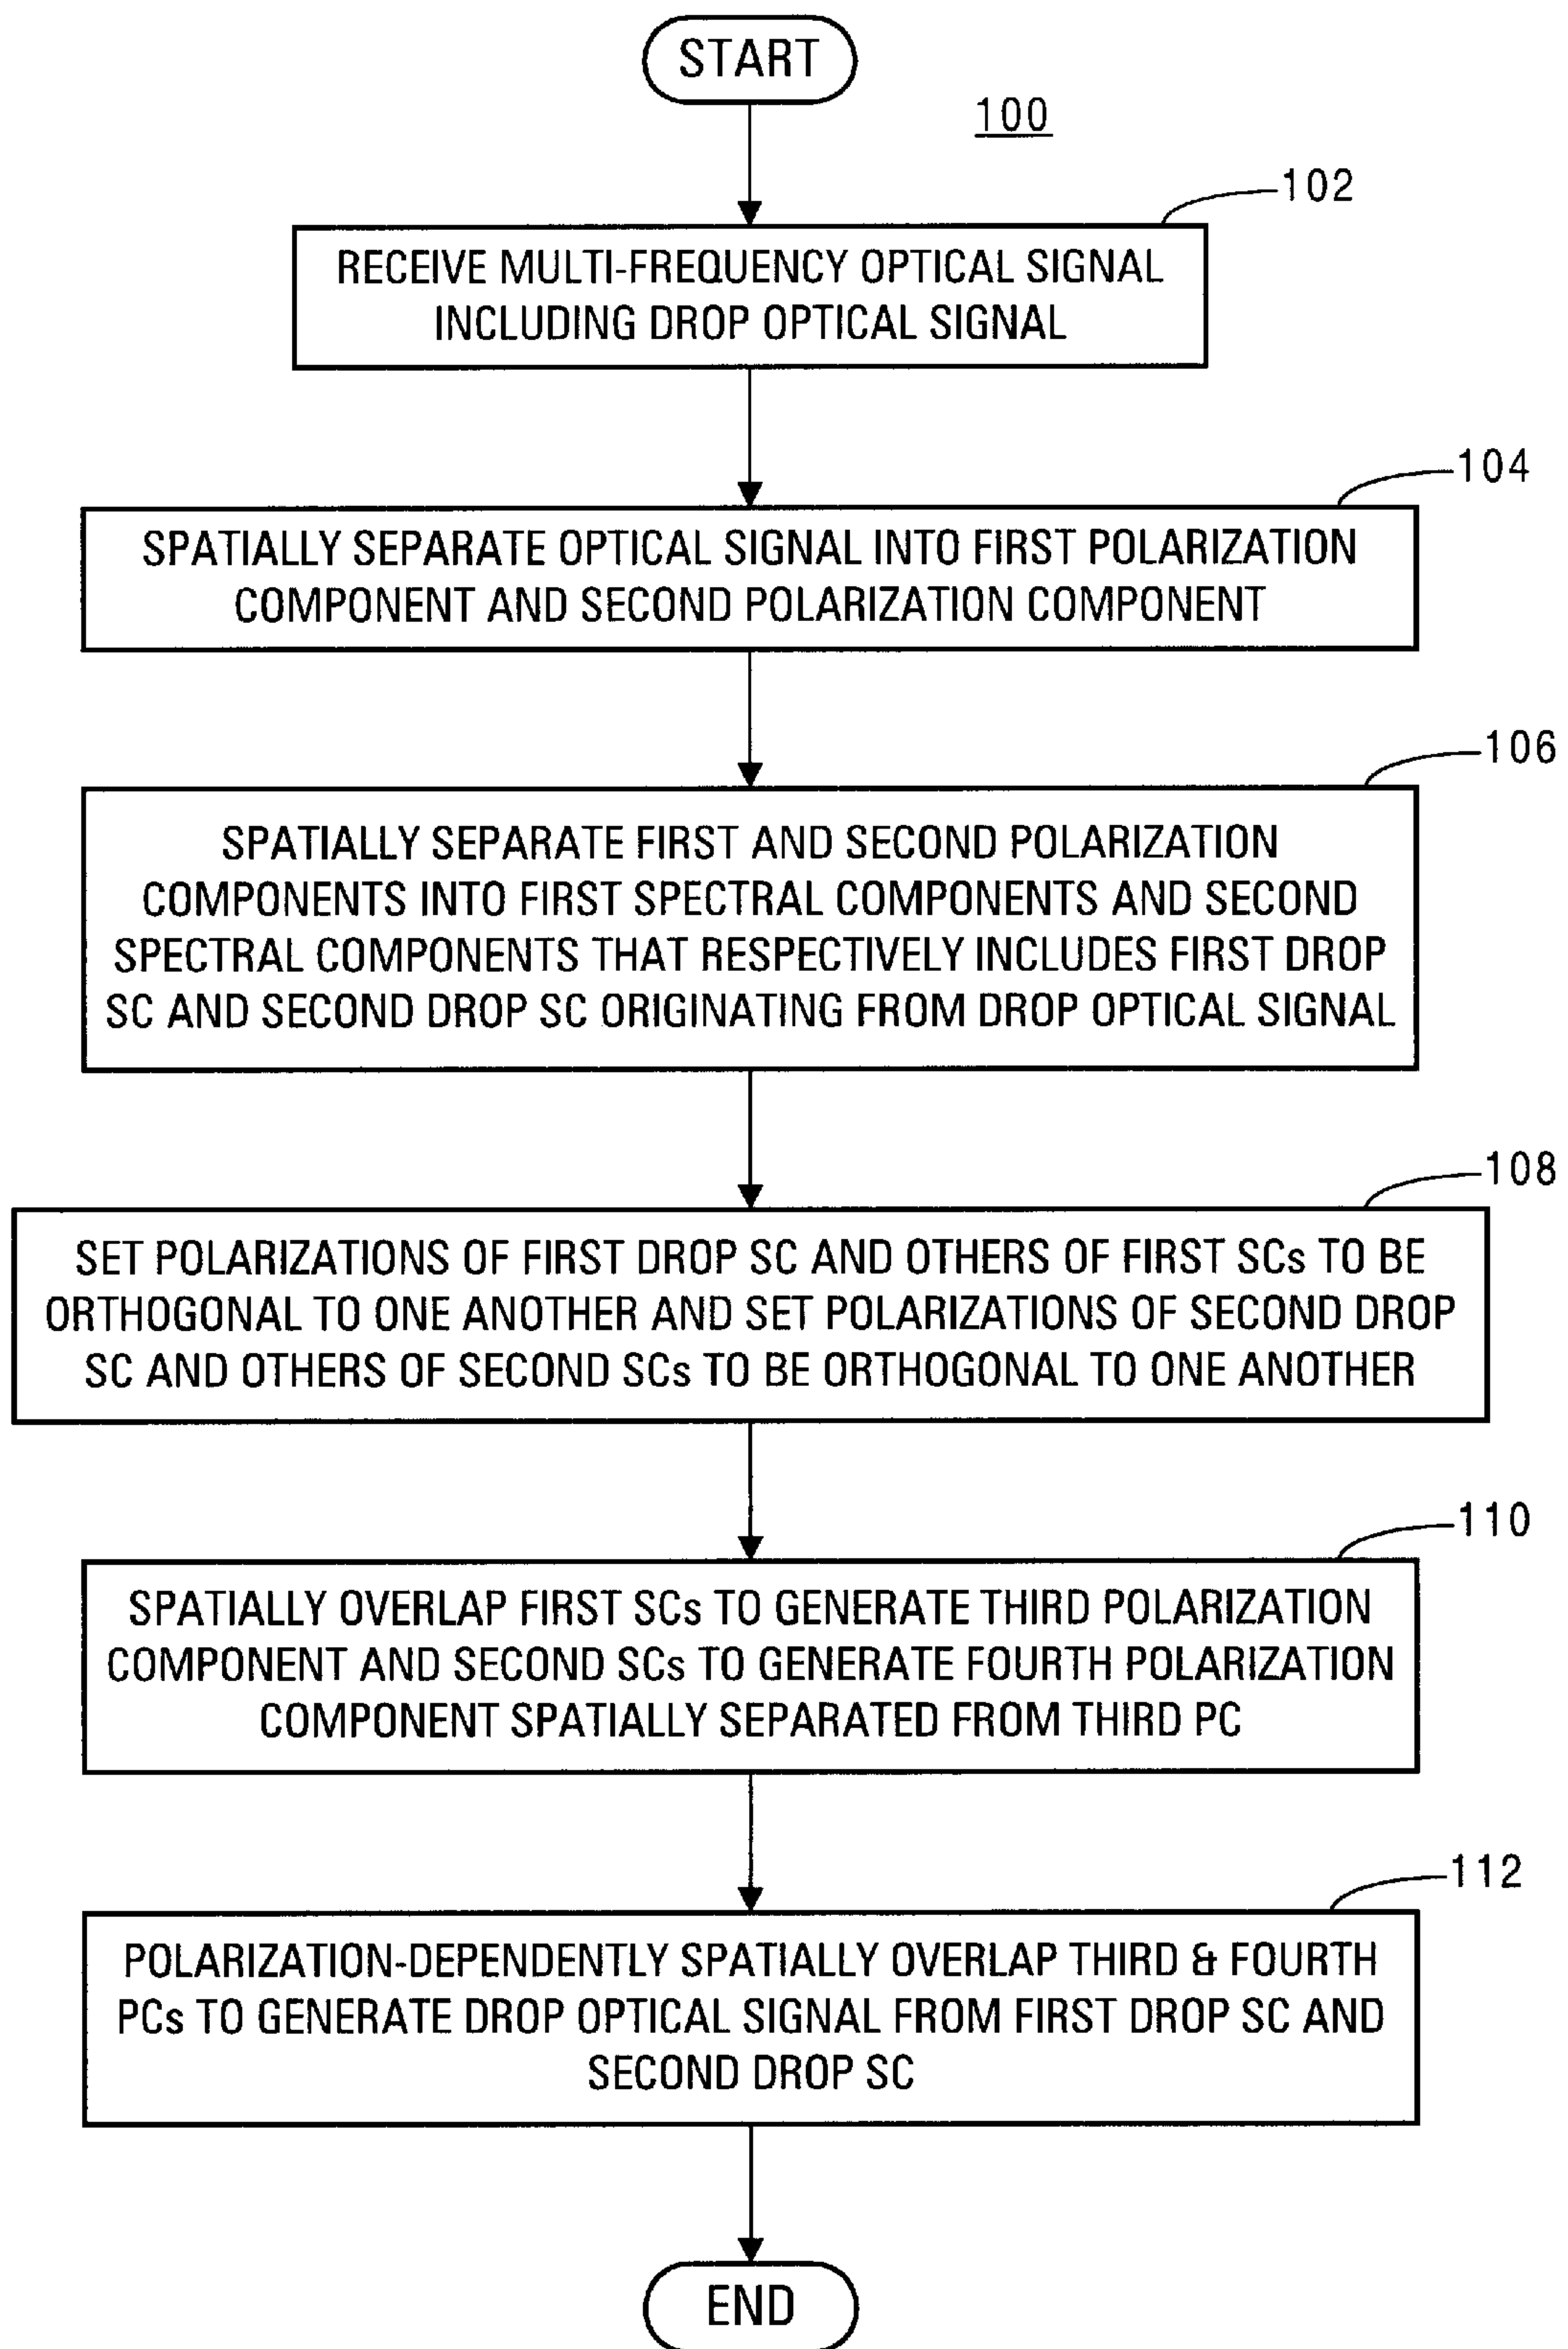 START
100
102
RECEIVE MULTI-FREQUENCY OPTICAL SIGNAL
INCLUDING DROP OPTICAL SIGNAL
104
SPATIALLY SEPARATE OPTICAL SIGNAL INTO FIRST POLARIZATION
COMPONENT AND SECOND POLARIZATION COMPONENT
106
SPATIALLY SEPARATE FIRST AND SECOND POLARIZATION
COMPONENTS INTO FIRST SPECTRAL COMPONENTS AND SECOND
SPECTRAL COMPONENTS THAT RESPECTIVELY INCLUDES FIRST DROP
SC AND SECOND DROP SC ORIGINATING FROM DROP OPTICAL SIGNAL
108
SET POLARIZATIONS OF FIRST DROP SC AND OTHERS OF FIRST SCs TO BE
ORTHOGONAL TO ONE ANOTHER AND SET POLARIZATIONS OF SECOND DROP
SC AND OTHERS OF SECOND SCs TO BE ORTHOGONAL TO ONE ANOTHER
110
SPATIALLY OVERLAP FIRST SCs TO GENERATE THIRD POLARIZATION
COMPONENT AND SECOND SCs TO GENERATE FOURTH POLARIZATION
COMPONENT SPATIALLY SEPARATED FROM THIRD PC
112
POLARIZATION-DEPENDENTLY SPATIALLY OVERLAP THIRD & FOURTH
PCs TO GENERATE DROP OPTICAL SIGNAL FROM FIRST DROP SC AND
SECOND DROP SC
END